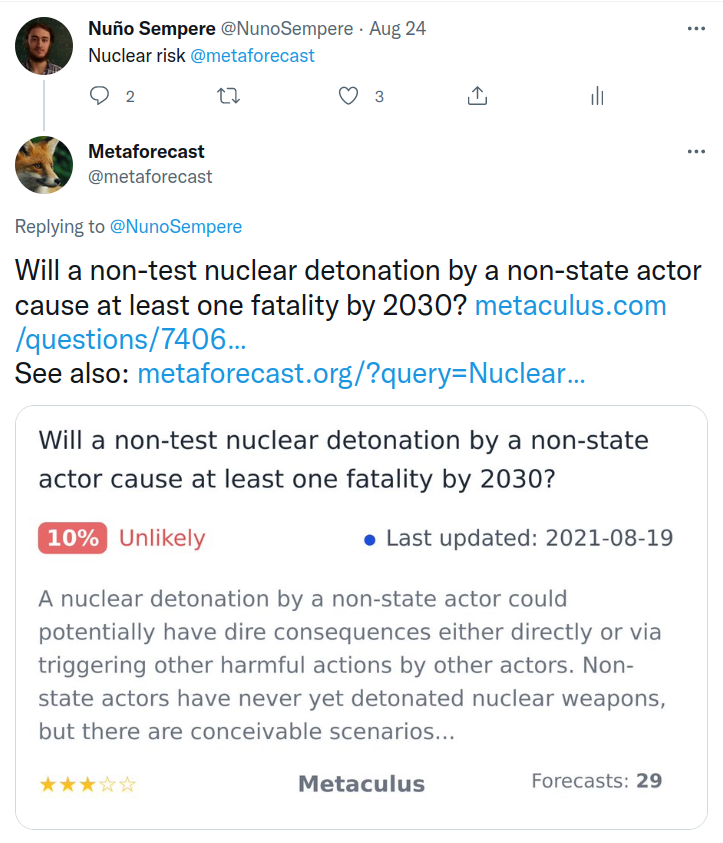 Nuño Sempere @NunoSempere · Aug 24
Nuclear risk @metaforecast
2 3
Metaforecast
@metaforecast
Replying to @NunoSempere
Will a non-test nuclear detonation by a non-state actor
cause at least one fatality by 2030? metaculus.com
/questions/7406...
See also: metaforecast.org/?query=Nuclear...
Will a non-test nuclear detonation by a non-state
actor cause at least one fatality by 2030?
10% Unlikely • Last updated: 2021-08-19
A nuclear detonation by a non-state actor could
potentially have dire consequences either directly or via
triggering other harmful actions by other actors. Non-
state actors have never yet detonated nuclear weapons,
but there are conceivable scenarios...
★★★☆☆ Metaculus Forecasts: 29